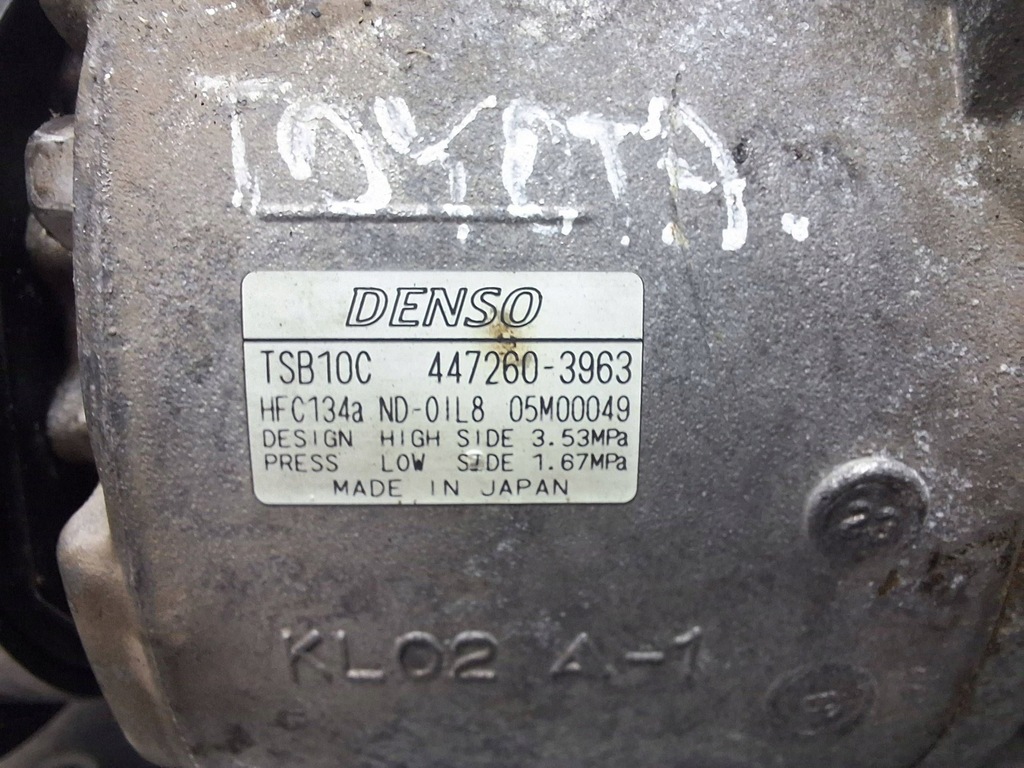 TOYOTA.
DENSO
TSB10C 447260-3963
HFC134a ND-OIL8 05M00049
DESIGN HIGH SIDE 3.53MPa
PRESS LOW SIDE 1.67MPa
MADE IN JAPAN
KL02 A-1